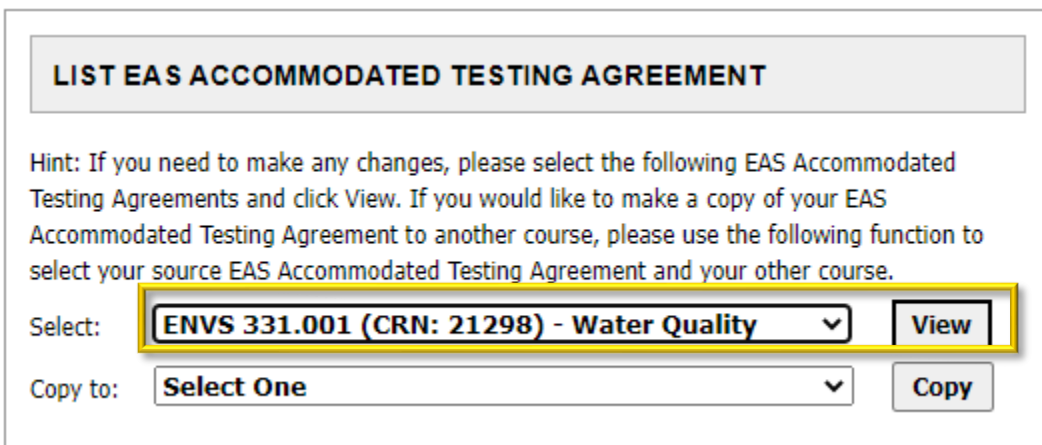 LIST EAS ACCOMMODATED TESTING AGREEMENT
Hint: If you need to make any changes, please select the following EAS Accommodated
Testing Agreements and click View. If you would like to make a copy of your EAS
Accommodated Testing Agreement to another course, please use the following function to
select your source EAS Accommodated Testing Agreement and your other course.
Select: ENVS 331.001 (CRN: 21298) - Water Quality View
Copy to: Select One Copy